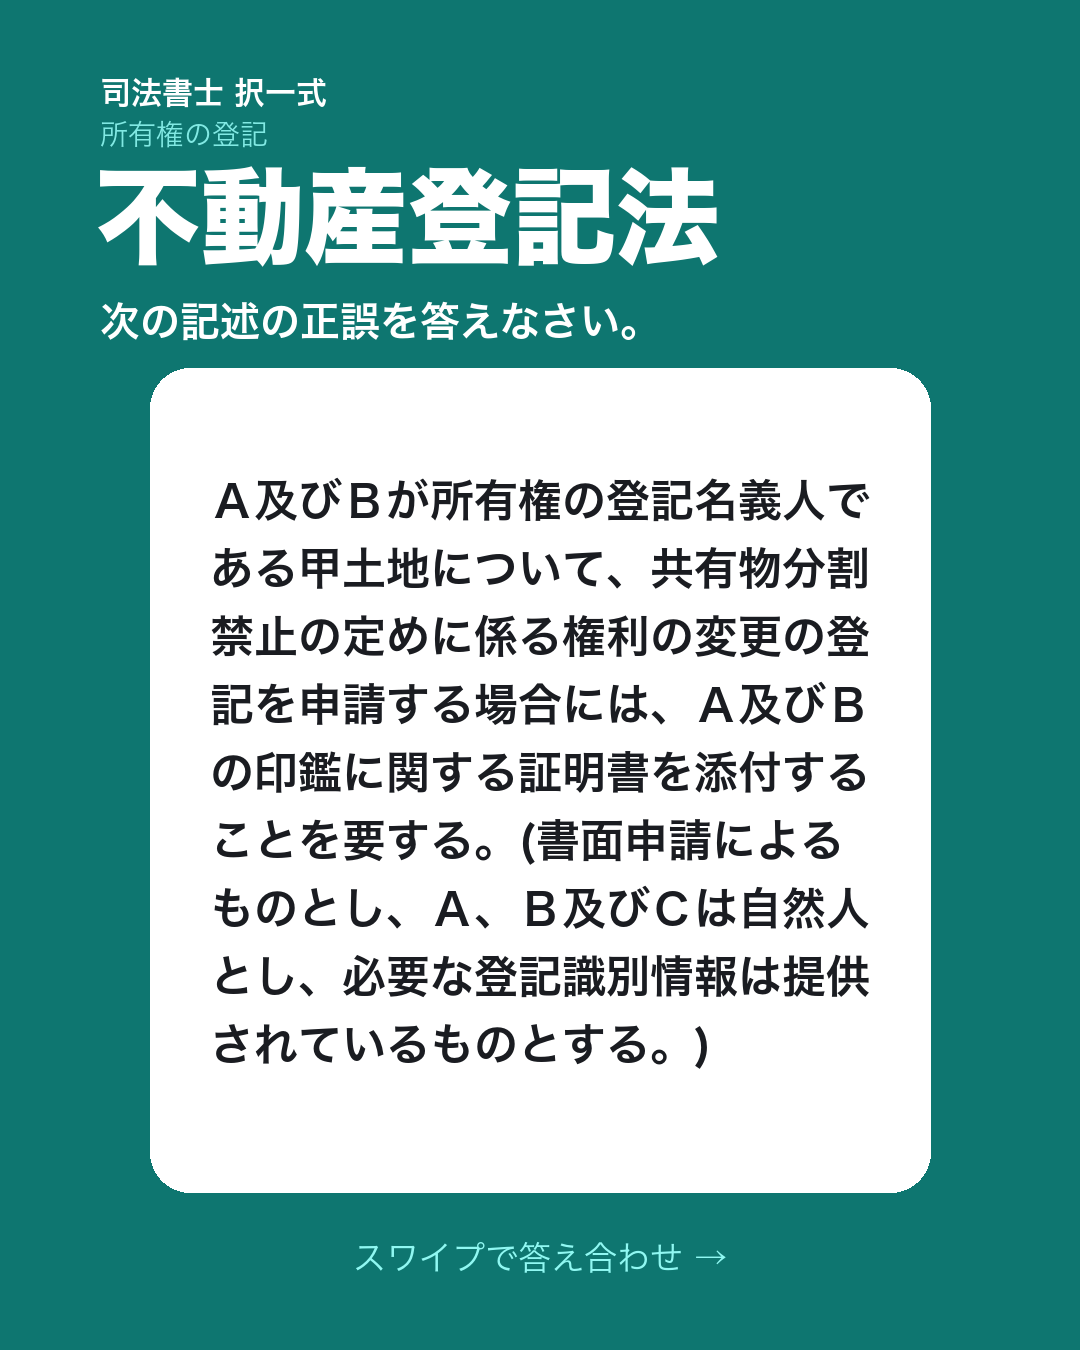 司法書士 択一式
所有権の登記
不動産登記法
次の記述の正誤を答えなさい。
Ａ及びＢが所有権の登記名義人で
ある甲土地について、共有物分割
禁止の定めに係る権利の変更の登
記を申請する場合には、Ａ及びＢ
の印鑑に関する証明書を添付する
ことを要する。(書面申請による
ものとし、Ａ、Ｂ及びＣは自然人
とし、必要な登記識別情報は提供
されているものとする。)
スワイプで答え合わせ →